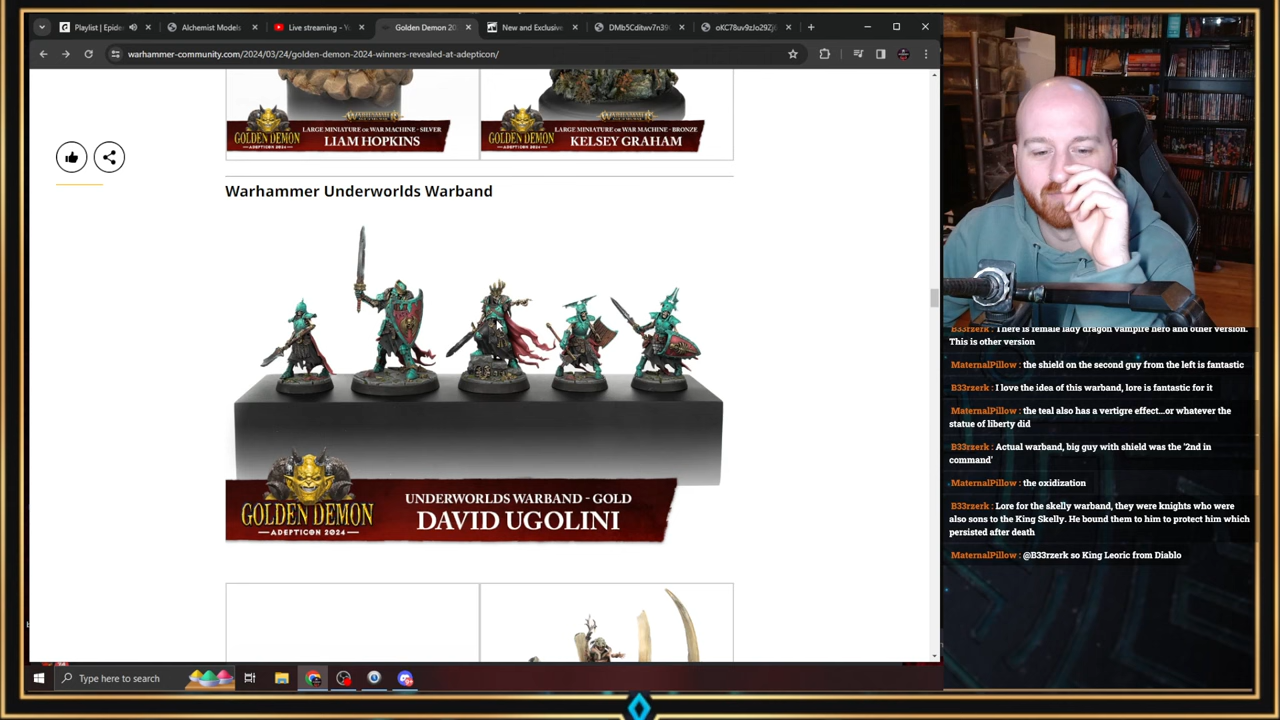 Playlist | Epide
Alchemist Models
Live streaming - Y
Golden Demon 20
New and Exclusive
warhammer-community.com/2024/03/24/golden-demon-2024-winners-revealed-at-adepticon/
WARHAMMER
GOLDEN DEMON
ADEPTICON 2024
LARGE MINIATURE or WAR MACHINE - SILVER
LIAM HOPKINS
WARHAMMER
GOLDEN DEMON
ADEPTICON 2024
LARGE MINIATURE or WAR MACHINE - BRONZE
KELSEY GRAHAM
Warhammer Underworlds Warband
GOLDEN DEMON
—ADEPTICON 2024—
UNDERWORLDS WARBAND - GOLD
DAVID UGOLINI
B33rzerk : There is female lady dragon vampire hero and other version.
This is other version
MaternalPillow : the shield on the second guy from the left is fantastic
B33rzerk : I love the idea of this warband, lore is fantastic for it
MaternalPillow : the teal also has a vertigre effect...or whatever the
statue of liberty did
B33rzerk : Actual warband, big guy with shield was the '2nd in
command'
MaternalPillow : the oxidization
B33rzerk : Lore for the skelly warband, they were knights who were
also sons to the King Skelly. He bound them to him to protect him which
persisted after death
MaternalPillow : @B33rzerk so King Leoric from Diablo
Type here to search